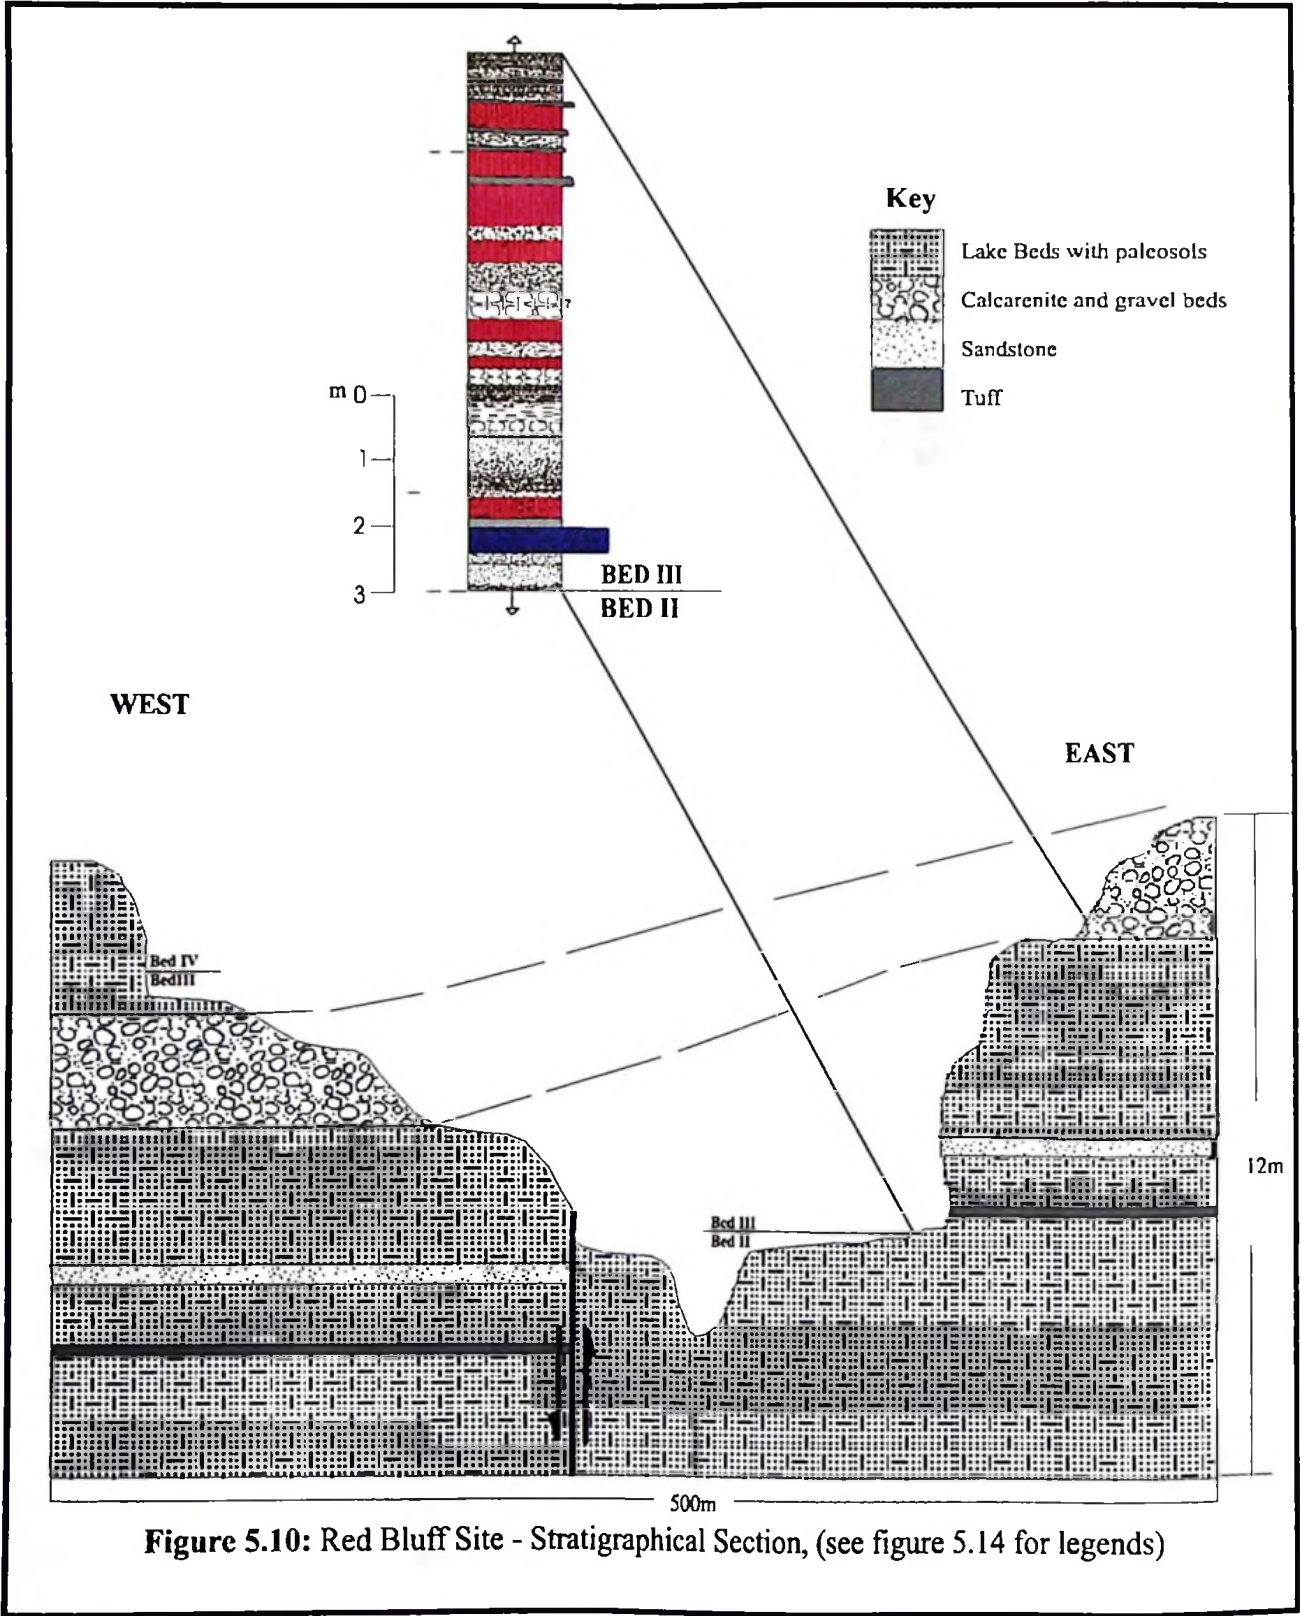 Key
Lake Beds with paleosols
Calcarenite and gravel beds
Sandstone
Tuff
?
m 0
1
2
3
BED III
BED II
WEST
EAST
Bed IV
BedIII
12m
Bed III
Bed II
500m
Figure 5.10: Red Bluff Site - Stratigraphical Section, (see figure 5.14 for legends)